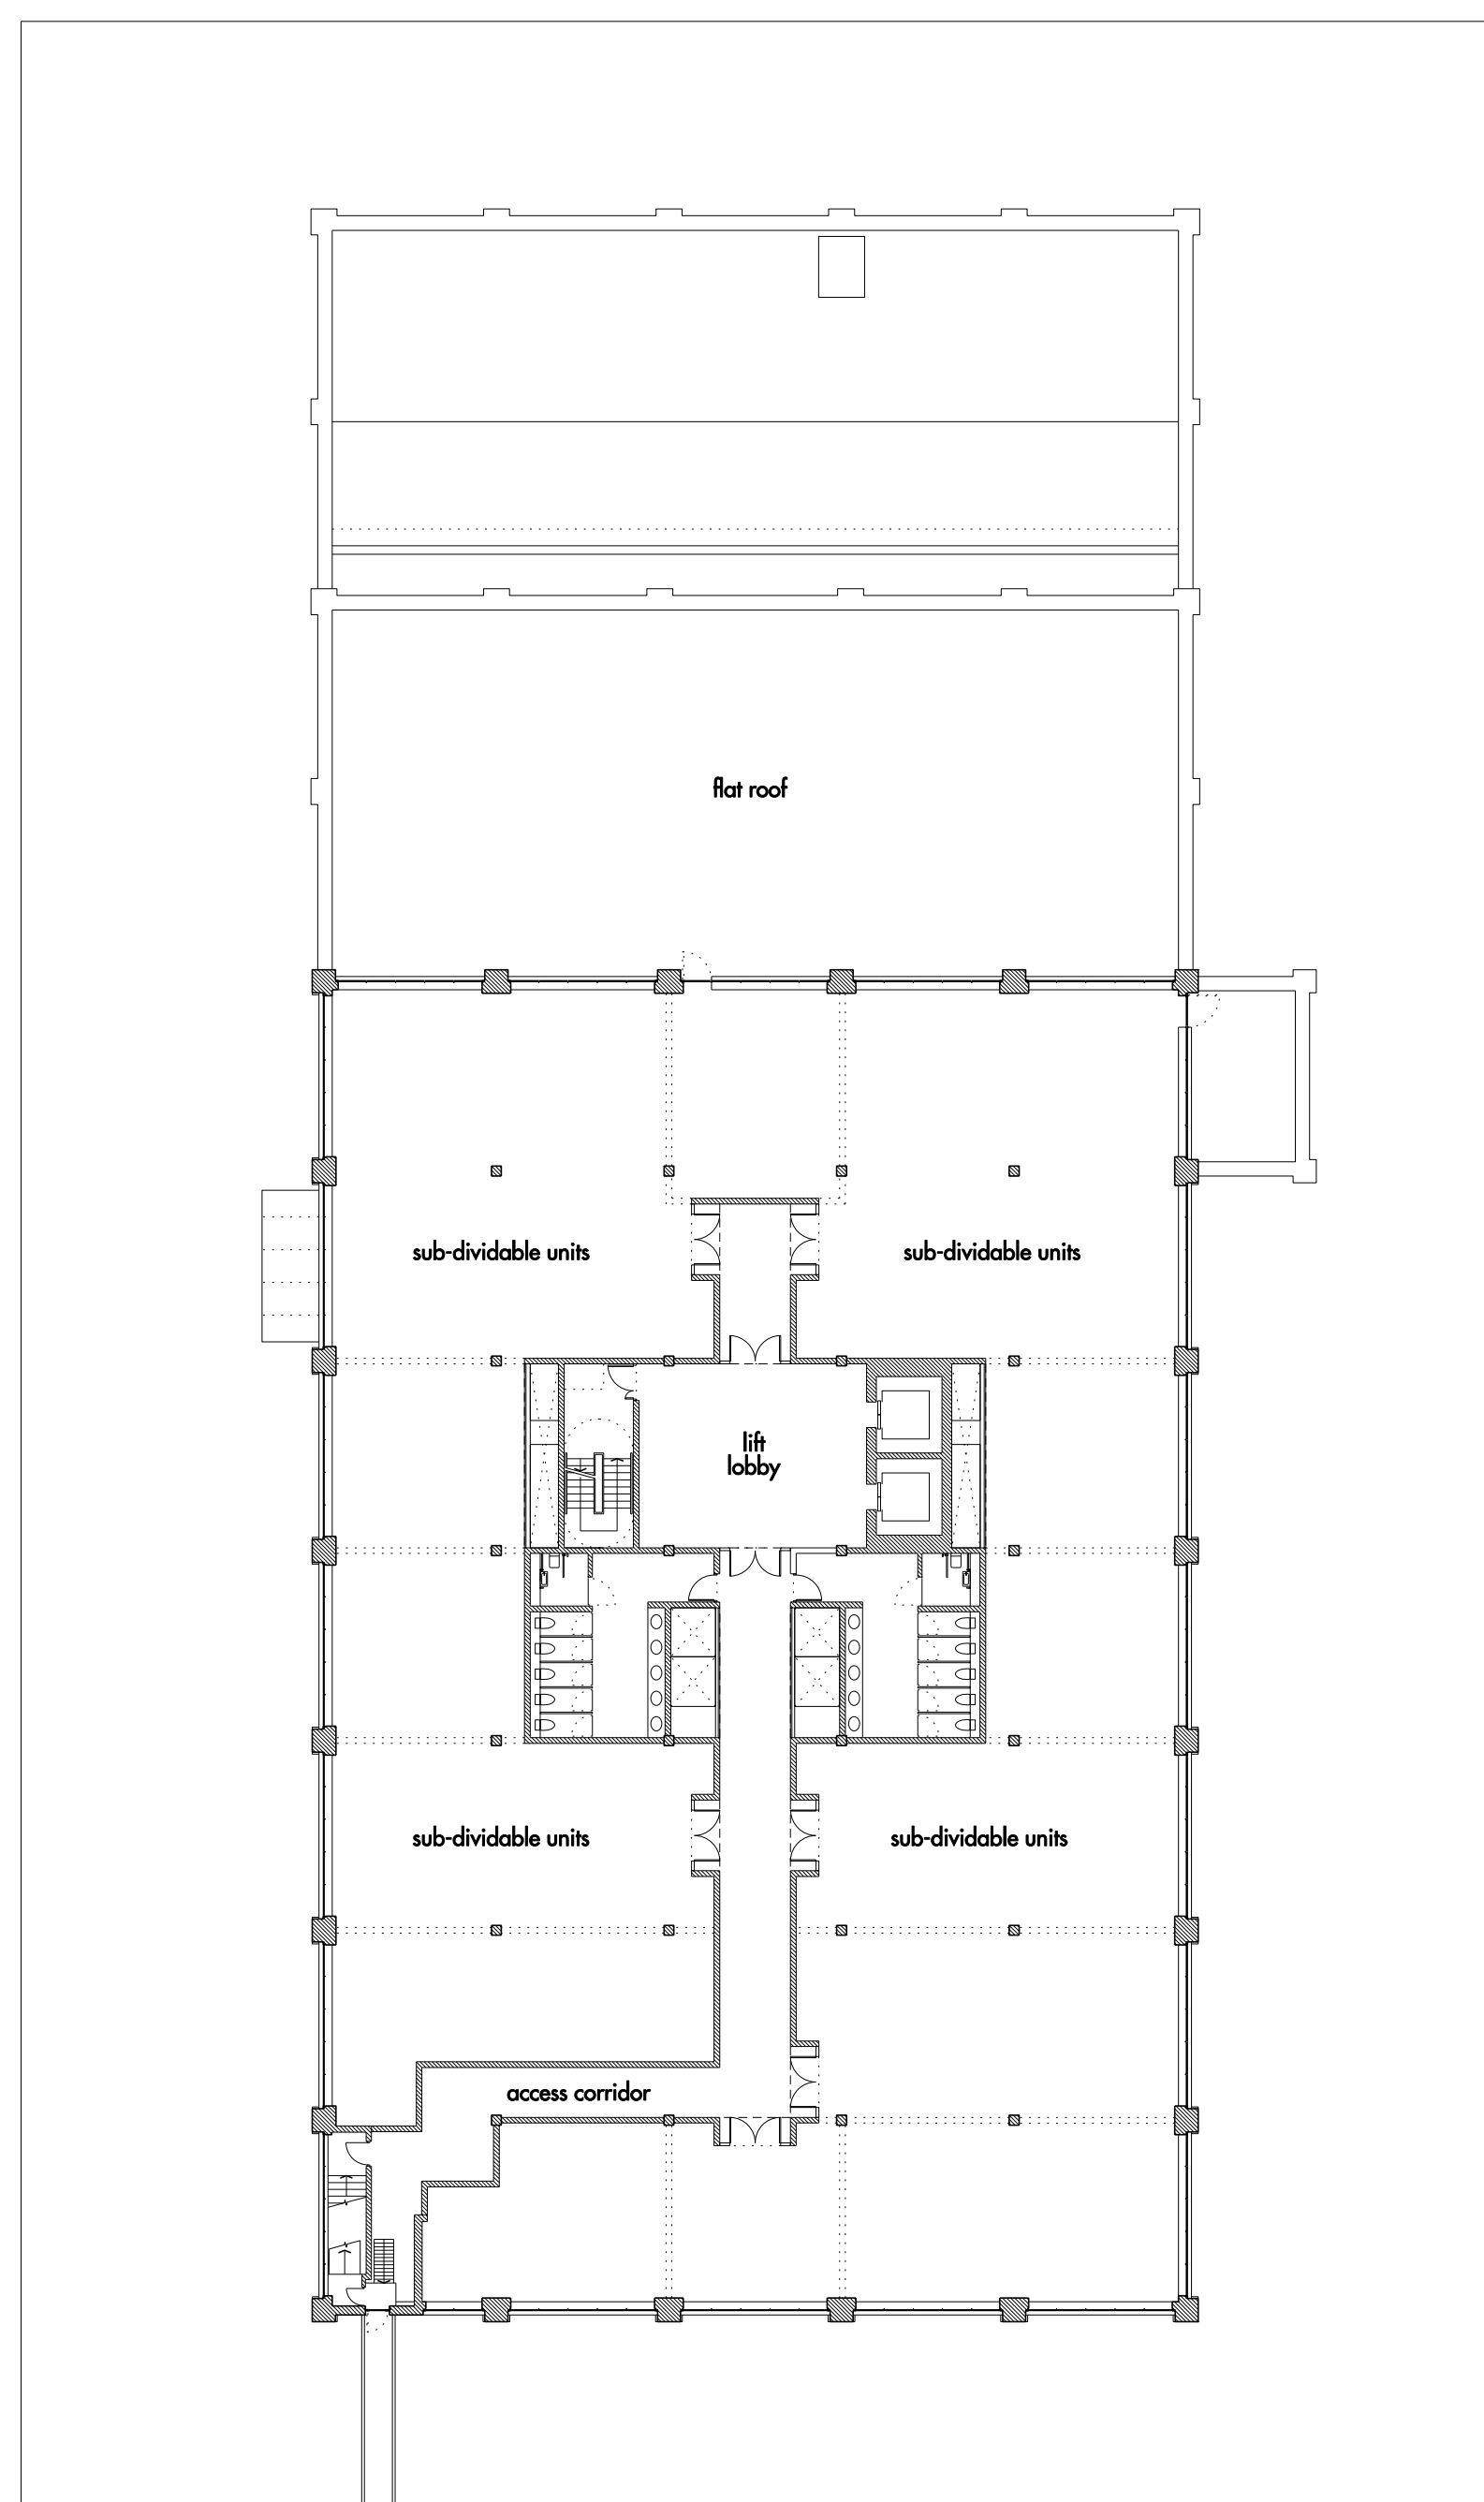 flat roof
sub-dividable units
sub-dividable units
lift
lobby
sub-dividable units
sub-dividable units
access corridor